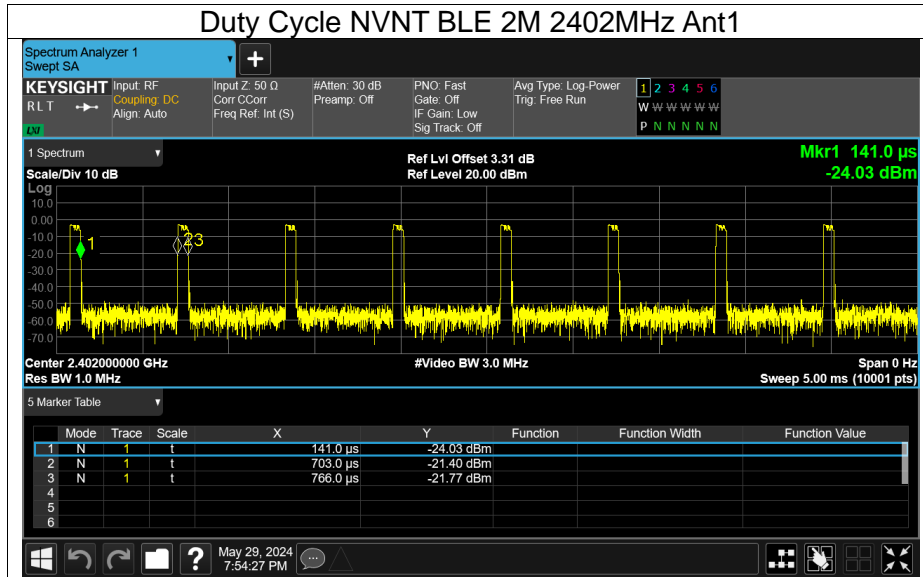 Duty Cycle NVNT BLE 2M 2402MHz Ant1
Spectrum Analyzer 1
Swept SA
KEYSIGHT
RLT
LXI
Input: RF
Coupling: DC
Align: Auto
Input Z: 50 Ω
Corr CCorr
Freq Ref: Int (S)
#Atten: 30 dB
Preamp: Off
PNO: Fast
Gate: Off
IF Gain: Low
Sig Track: Off
Avg Type: Log-Power
Trig: Free Run
1 2 3 4 5 6
W W W W W W
P N N N N N
1 Spectrum
Scale/Div 10 dB
Ref Lvl Offset 3.31 dB
Ref Level 20.00 dBm
Mkr1 141.0 µs
-24.03 dBm
Log
10.0
0.00
-10.0
-20.0
-30.0
-40.0
-50.0
-60.0
-70.0
1
2 3
Center 2.402000000 GHz
#Video BW 3.0 MHz
Span 0 Hz
Res BW 1.0 MHz
Sweep 5.00 ms (10001 pts)
5 Marker Table
Mode Trace Scale X Y Function Function Width Function Value
1 N 1 t 141.0 µs -24.03 dBm
2 N 1 t 703.0 µs -21.40 dBm
3 N 1 t 766.0 µs -21.77 dBm
4
5
6
?
May 29, 2024
7:54:27 PM